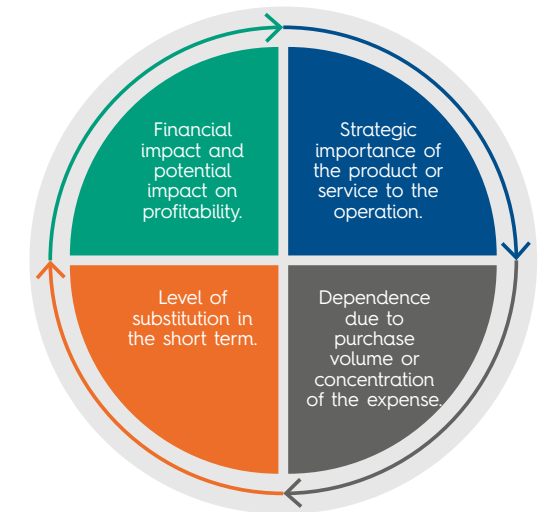 Financial
impact and
potential
impact on
profitability.
Strategic
importance of
the product or
service to the
operation.
Level of
substitution in
the short term.
Dependence
due to
purchase
volume or
concentration
of the expense.